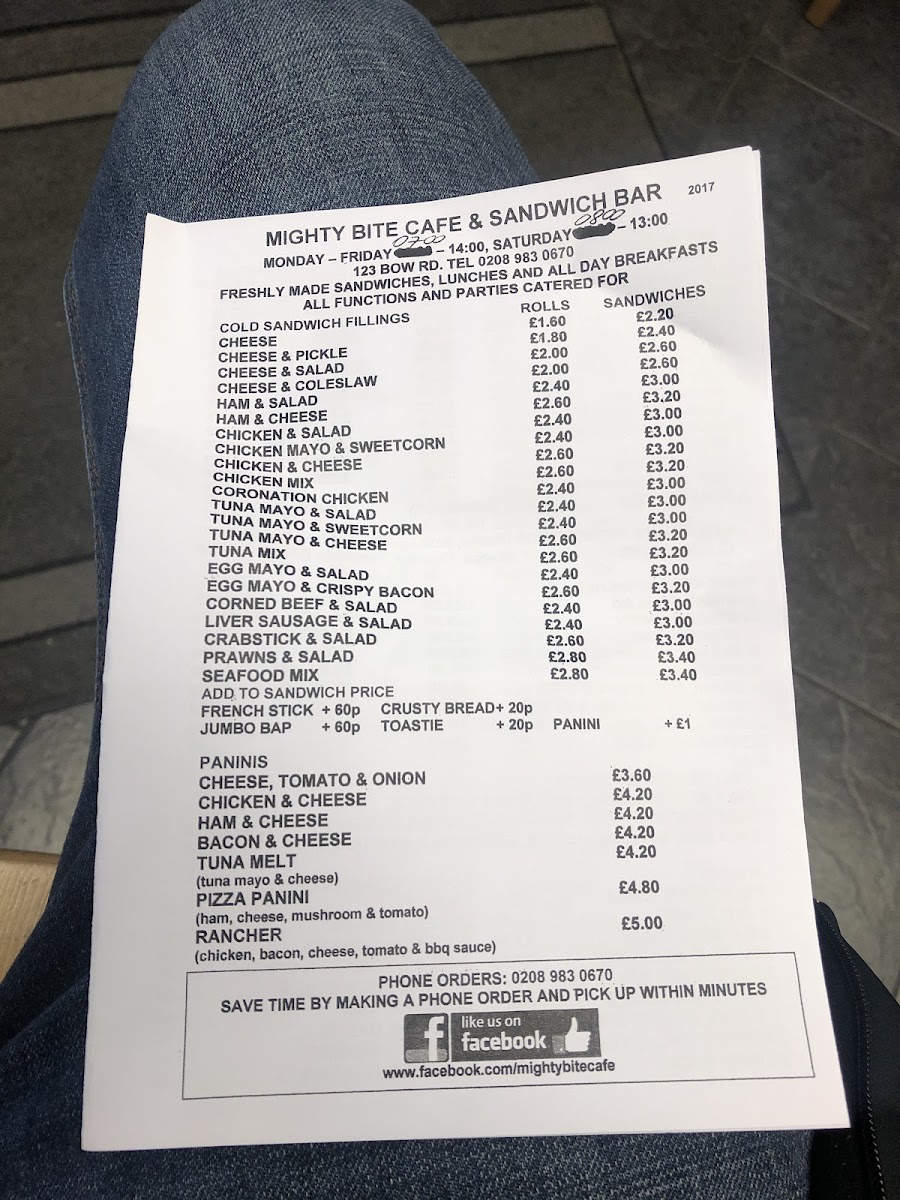 MIGHTY BITE CAFE & SANDWICH BAR 2017
MONDAY – FRIDAY 0700 – 14:00, SATURDAY 0800 – 13:00
123 BOW RD. TEL 0208 983 0670
FRESHLY MADE SANDWICHES, LUNCHES AND ALL DAY BREAKFASTS
ALL FUNCTIONS AND PARTIES CATERED FOR
COLD SANDWICH FILLINGS ROLLS SANDWICHES
CHEESE £1.60 £2.20
CHEESE & PICKLE £1.80 £2.40
CHEESE & SALAD £2.00 £2.60
CHEESE & COLESLAW £2.00 £2.60
HAM & SALAD £2.40 £3.00
HAM & CHEESE £2.60 £3.20
CHICKEN & SALAD £2.40 £3.00
CHICKEN MAYO & SWEETCORN £2.40 £3.00
CHICKEN & CHEESE £2.60 £3.20
CHICKEN MIX £2.60 £3.20
CORONATION CHICKEN £2.40 £3.00
TUNA MAYO & SALAD £2.40 £3.00
TUNA MAYO & SWEETCORN £2.40 £3.00
TUNA MAYO & CHEESE £2.60 £3.20
TUNA MIX £2.60 £3.20
EGG MAYO & SALAD £2.40 £3.00
EGG MAYO & CRISPY BACON £2.60 £3.20
CORNED BEEF & SALAD £2.40 £3.00
LIVER SAUSAGE & SALAD £2.40 £3.00
CRABSTICK & SALAD £2.60 £3.20
PRAWNS & SALAD £2.80 £3.40
SEAFOOD MIX £2.80 £3.40
ADD TO SANDWICH PRICE
FRENCH STICK + 60p CRUSTY BREAD+ 20p
JUMBO BAP + 60p TOASTIE + 20p PANINI + £1
PANINIS
CHEESE, TOMATO & ONION £3.60
CHICKEN & CHEESE £4.20
HAM & CHEESE £4.20
BACON & CHEESE £4.20
TUNA MELT £4.20
(tuna mayo & cheese)
PIZZA PANINI £4.80
(ham, cheese, mushroom & tomato)
RANCHER £5.00
(chicken, bacon, cheese, tomato & bbq sauce)
PHONE ORDERS: 0208 983 0670
SAVE TIME BY MAKING A PHONE ORDER AND PICK UP WITHIN MINUTES
f like us on
facebook
www.facebook.com/mightybitecafe